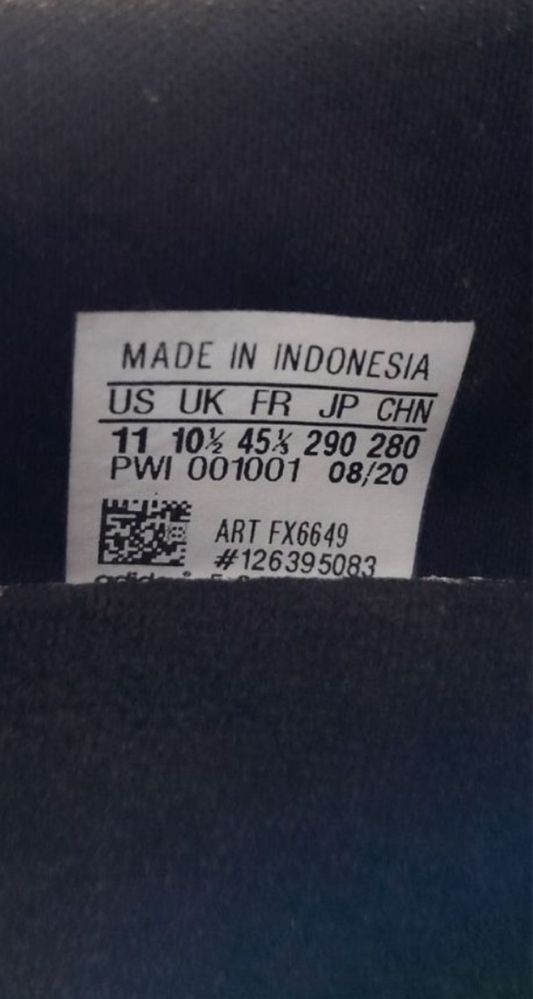 MADE IN INDONESIA
US UK FR JP CHN
11 10½ 45⅓ 290 280
PWI 001001 08/20
ART FX6649
#126395083